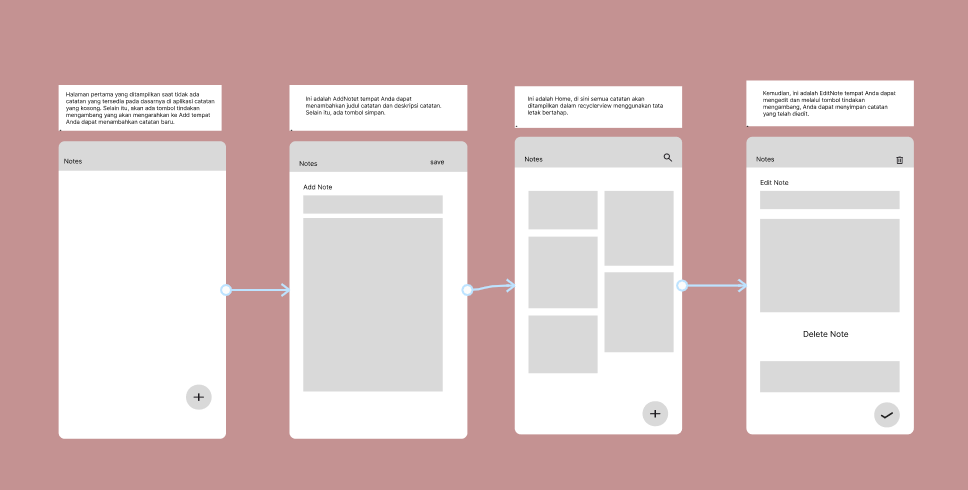 Halaman pertama yang ditampilkan saat tidak ada
catatan yang tersedia pada dasarnya di aplikasi catatan
yang kosong. Selain itu, akan ada tombol tindakan
mengambang yang akan mengarahkan ke Add tempat
Anda dapat menambahkan catatan baru.
Notes
Ini adalah AddNotet tempat Anda dapat
menambahkan judul catatan dan deskripsi catatan.
Selain itu, ada tombol simpan.
Notes
save
Add Note
Ini adalah Home, di sini semua catatan akan
ditampilkan dalam recyclerview menggunakan tata
letak bertahap.
Notes
Kemudian, ini adalah EditNote tempat Anda dapat
mengedit dan melalui tombol tindakan
mengambang, Anda dapat menyimpan catatan
yang telah diedit.
Notes
Edit Note
Delete Note